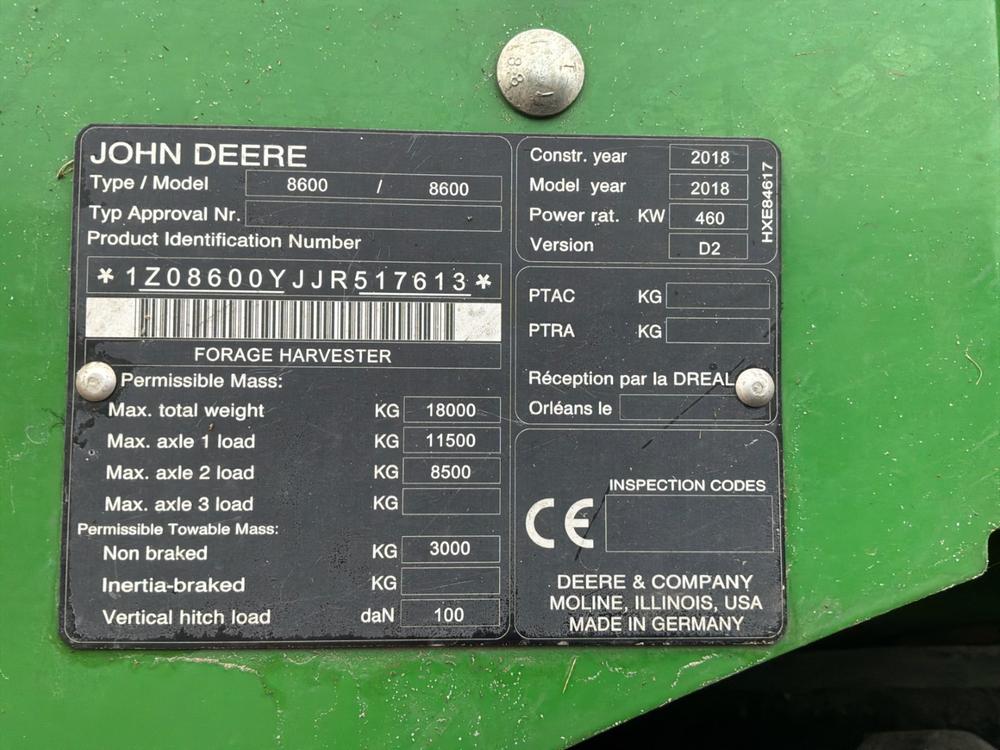 JOHN DEERE
Type / Model 8600 / 8600
Typ Approval Nr.
Product Identification Number
*1Z08600YJJR517613*
FORAGE HARVESTER
Permissible Mass:
Max. total weight KG 18000
Max. axle 1 load KG 11500
Max. axle 2 load KG 8500
Max. axle 3 load KG
Permissible Towable Mass:
Non braked KG 3000
Inertia-braked KG
Vertical hitch load daN 100
Constr. year 2018
Model year 2018
Power rat. KW 460
Version D2
HXE84617
PTAC KG
PTRA KG
Réception par la DREAL
Orléans le
INSPECTION CODES
CE
DEERE & COMPANY
MOLINE, ILLINOIS, USA
MADE IN GERMANY